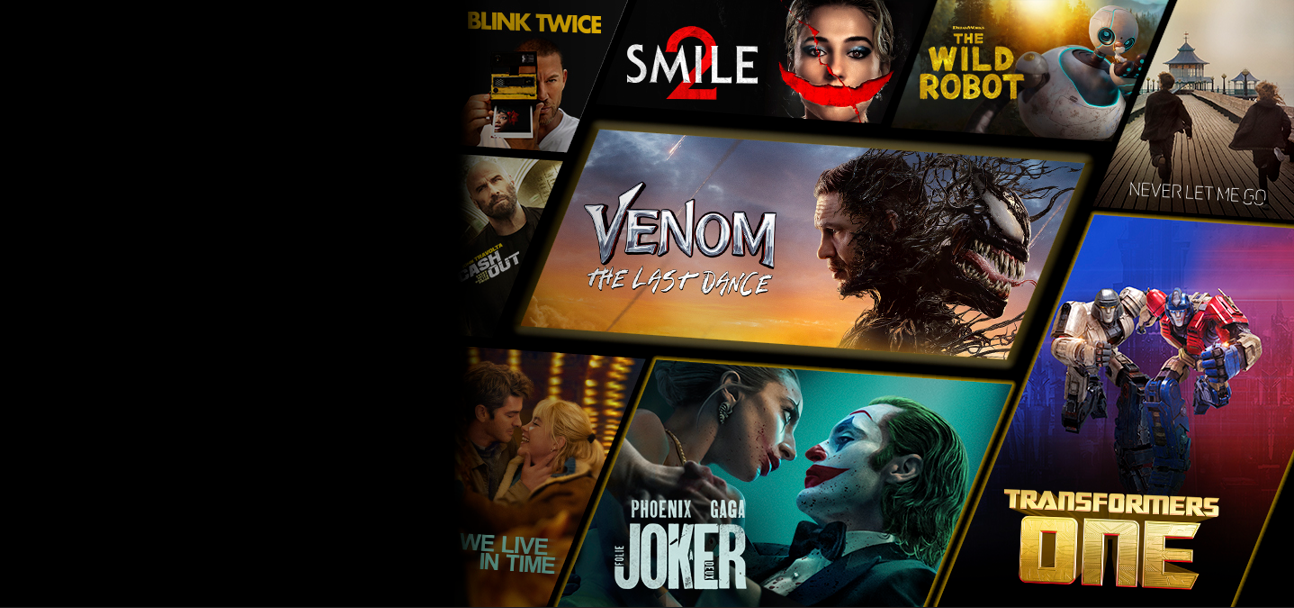 BLINK TWICE
SMILE
2
DREAMWORKS
THE
WILD
ROBOT
NEVER LET ME GO
VENOM
THE LAST DANCE
TRAVOLTA
CASH
OUT
WE LIVE
IN TIME
PHOENIX GAGA
JOKER
FOLIE
À
DEUX
TRANSFORMERS
ONE